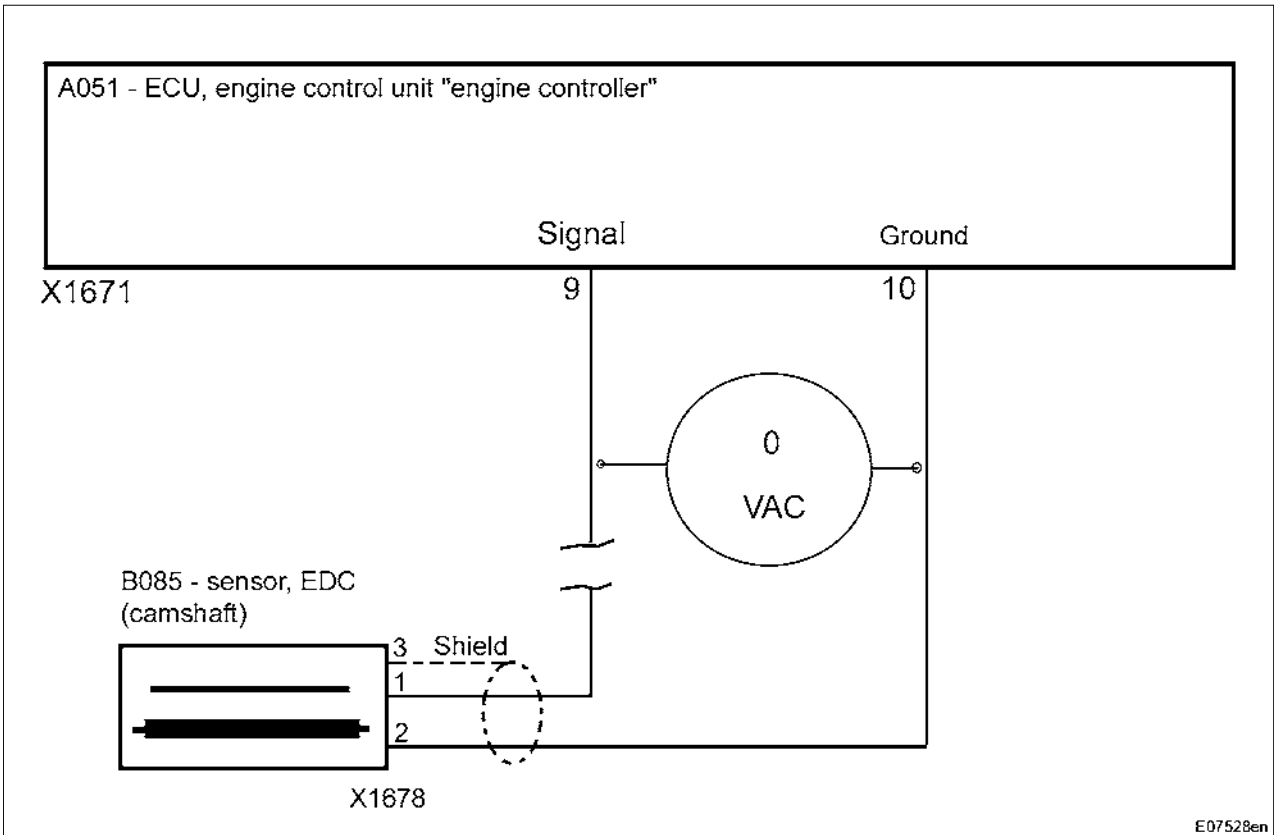 A051 - ECU, engine control unit "engine controller"
Signal
Ground
X1671
9
10
0
VAC
B085 - sensor, EDC
(camshaft)
3
Shield
1
2
X1678
E07528en